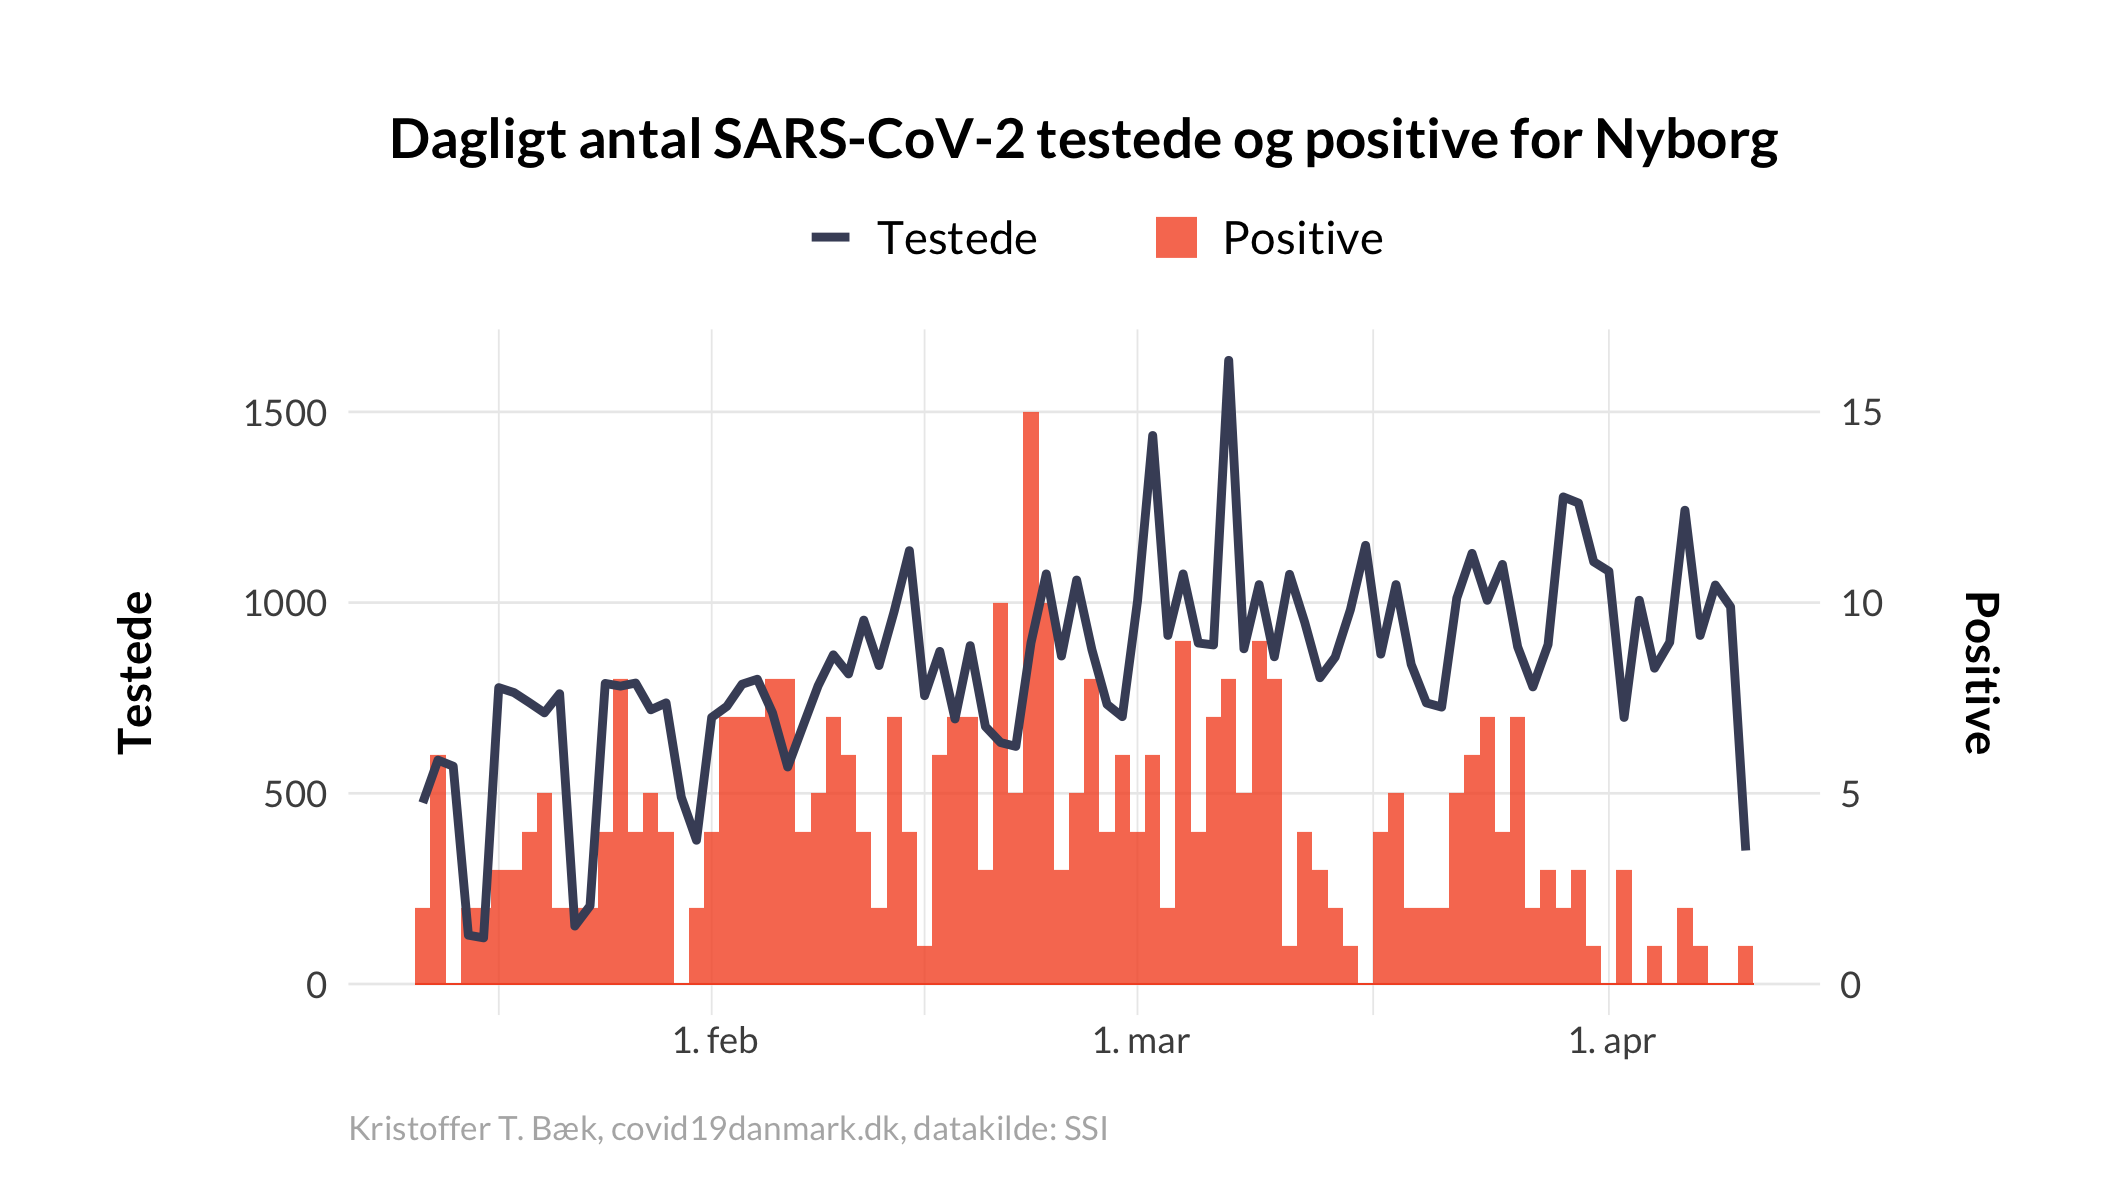 Dagligt antal SARS-CoV-2 testede og positive for Nyborg
Testede
Positive
1500
1000
500
0
15
10
5
0
Testede
Positive
1. feb
1. mar
1. apr
Kristoffer T. Bæk, covid19danmark.dk, datakilde: SSI